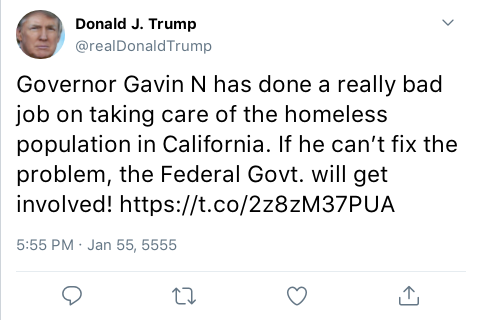 Donald J. Trump
@realDonaldTrump
Governor Gavin N has done a really bad
job on taking care of the homeless
population in California. If he can’t fix the
problem, the Federal Govt. will get
involved! https://t.co/2z8zM37PUA
5:55 PM · Jan 55, 5555